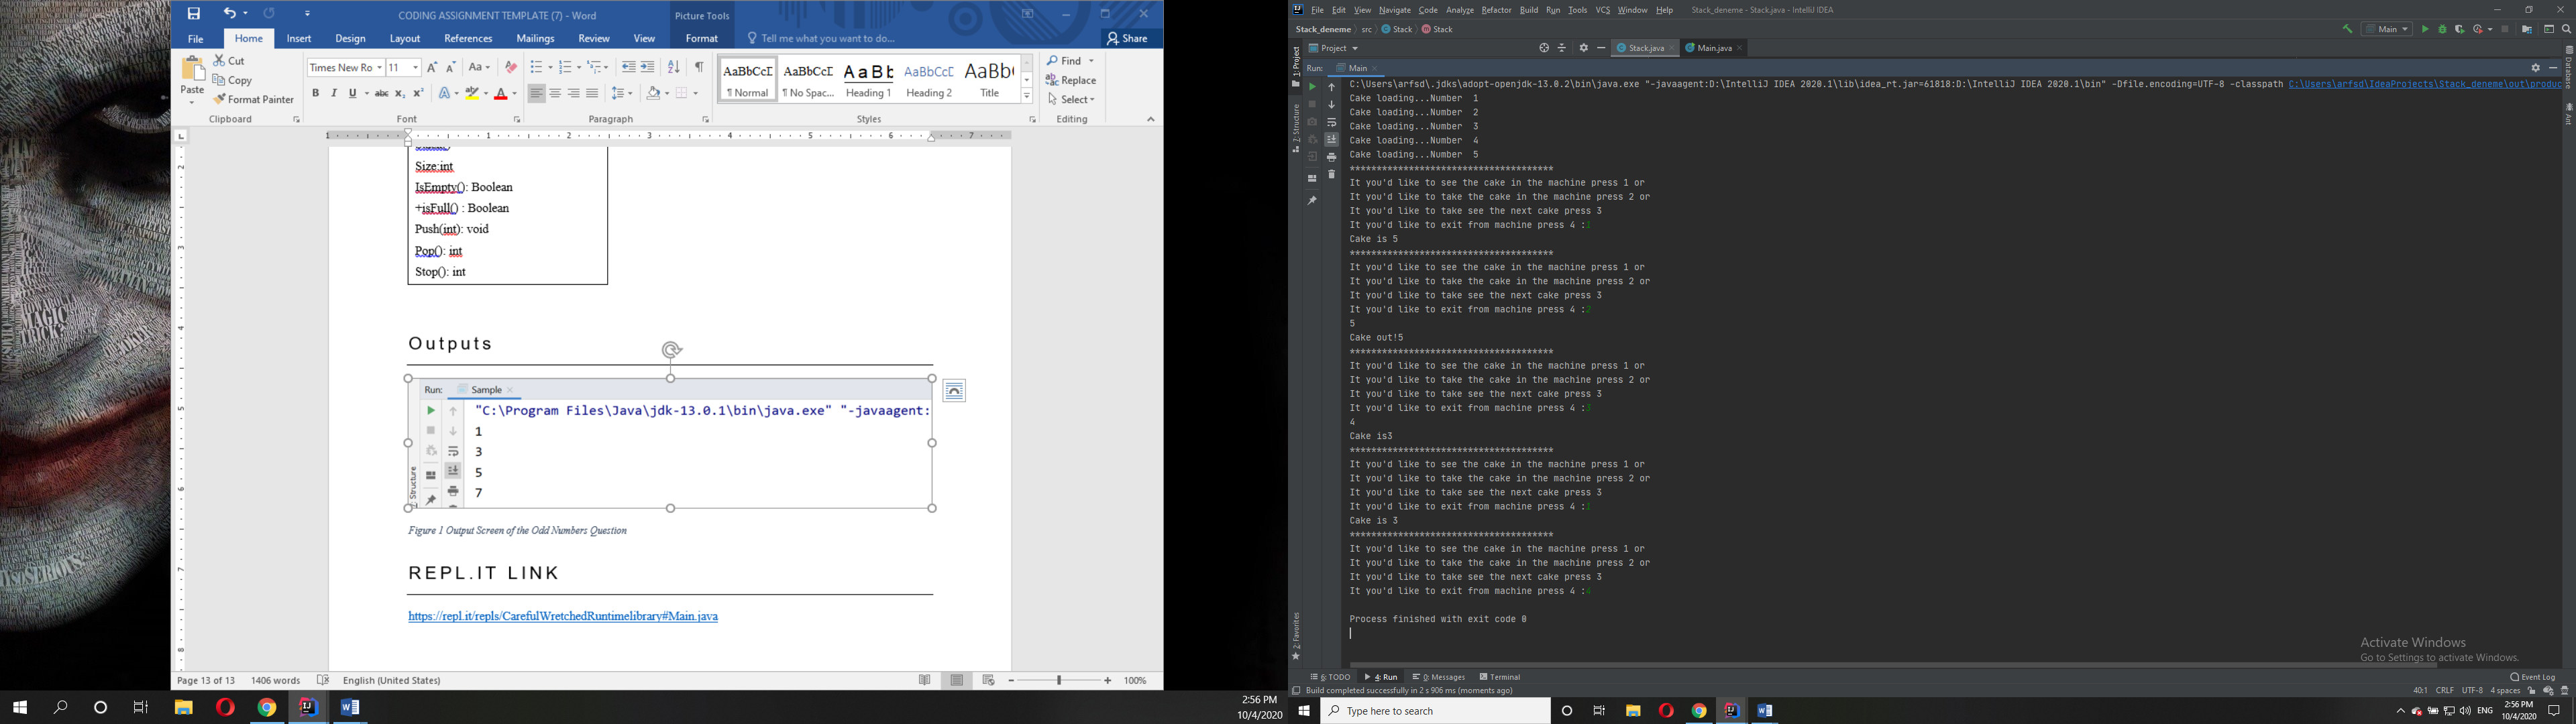 CODING ASSIGNMENT TEMPLATE (7) - Word
Picture Tools
File Home Insert Design Layout References Mailings Review View Format Tell me what you want to do... Share
Paste
Cut
Copy
Format Painter
Clipboard
Times New Ro 11
Font
Paragraph
AaBbCcI AaBbCcI AaBb AaBbCcD AaBb(
¶ Normal ¶ No Spac... Heading 1 Heading 2 Title
Styles
Find
Replace
Select
Editing
Size:int
IsEmpty(): Boolean
+isFull() : Boolean
Push(int): void
Pop(): int
Stop(): int
Outputs
Run: Sample
"C:\Program Files\Java\jdk-13.0.1\bin\java.exe" "-javaagent:
1
3
5
7
Structure
Figure 1 Output Screen of the Odd Numbers Question
REPL.IT LINK
https://repl.it/repls/CarefulWretchedRuntimelibrary#Main.java
Page 13 of 13 1406 words English (United States) 100%
2:56 PM
10/4/2020
File Edit View Navigate Code Analyze Refactor Build Run Tools VCS Window Help Stack_deneme - Stack.java - IntelliJ IDEA
Stack_deneme src Stack Stack
Main
Project Stack.java Main.java
1: Project
Z: Structure
2: Favorites
Database
Ant
Run: Main
C:\Users\arfsd\.jdks\adopt-openjdk-13.0.2\bin\java.exe "-javaagent:D:\IntelliJ IDEA 2020.1\lib\idea_rt.jar=61818:D:\IntelliJ IDEA 2020.1\bin" -Dfile.encoding=UTF-8 -classpath C:\Users\arfsd\IdeaProjects\Stack_deneme\out\produc
Cake loading...Number 1
Cake loading...Number 2
Cake loading...Number 3
Cake loading...Number 4
Cake loading...Number 5
**************************************
It you'd like to see the cake in the machine press 1 or
It you'd like to take the cake in the machine press 2 or
It you'd like to take see the next cake press 3
It you'd like to exit from machine press 4 :1
Cake is 5
**************************************
It you'd like to see the cake in the machine press 1 or
It you'd like to take the cake in the machine press 2 or
It you'd like to take see the next cake press 3
It you'd like to exit from machine press 4 :2
5
Cake out!5
**************************************
It you'd like to see the cake in the machine press 1 or
It you'd like to take the cake in the machine press 2 or
It you'd like to take see the next cake press 3
It you'd like to exit from machine press 4 :3
4
Cake is3
**************************************
It you'd like to see the cake in the machine press 1 or
It you'd like to take the cake in the machine press 2 or
It you'd like to take see the next cake press 3
It you'd like to exit from machine press 4 :1
Cake is 3
**************************************
It you'd like to see the cake in the machine press 1 or
It you'd like to take the cake in the machine press 2 or
It you'd like to take see the next cake press 3
It you'd like to exit from machine press 4 :4
Process finished with exit code 0
Activate Windows
Go to Settings to activate Windows.
6: TODO 4: Run 0: Messages Terminal Event Log
Build completed successfully in 2 s 906 ms (moments ago) 40:1 CRLF UTF-8 4 spaces
Type here to search
ENG
2:56 PM
10/4/2020